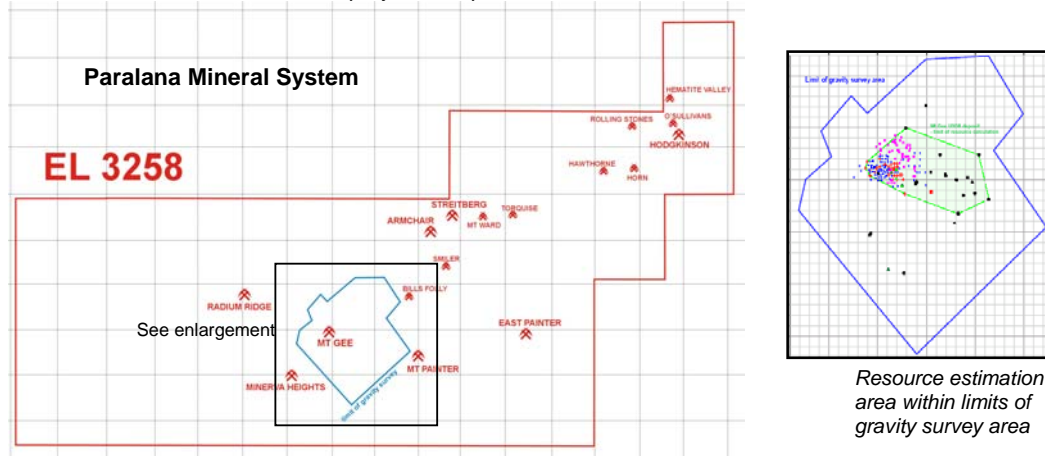 Paralana Mineral System
EL 3258
HEMATITE VALLEY
ROLLING STONES
O'SULLIVANS
HODGKINSON
HAWTHORNE
HORN
STREITBERG
TORQUISE
ARMCHAIR
MT WARD
SMILER
BILLS FOLLY
RADIUM RIDGE
See enlargement
MT GEE
EAST PAINTER
MT PAINTER
MINERVA HEIGHTS
limit of gravity survey
Limit of gravity survey area
Resource estimation
area within limits of
gravity survey area